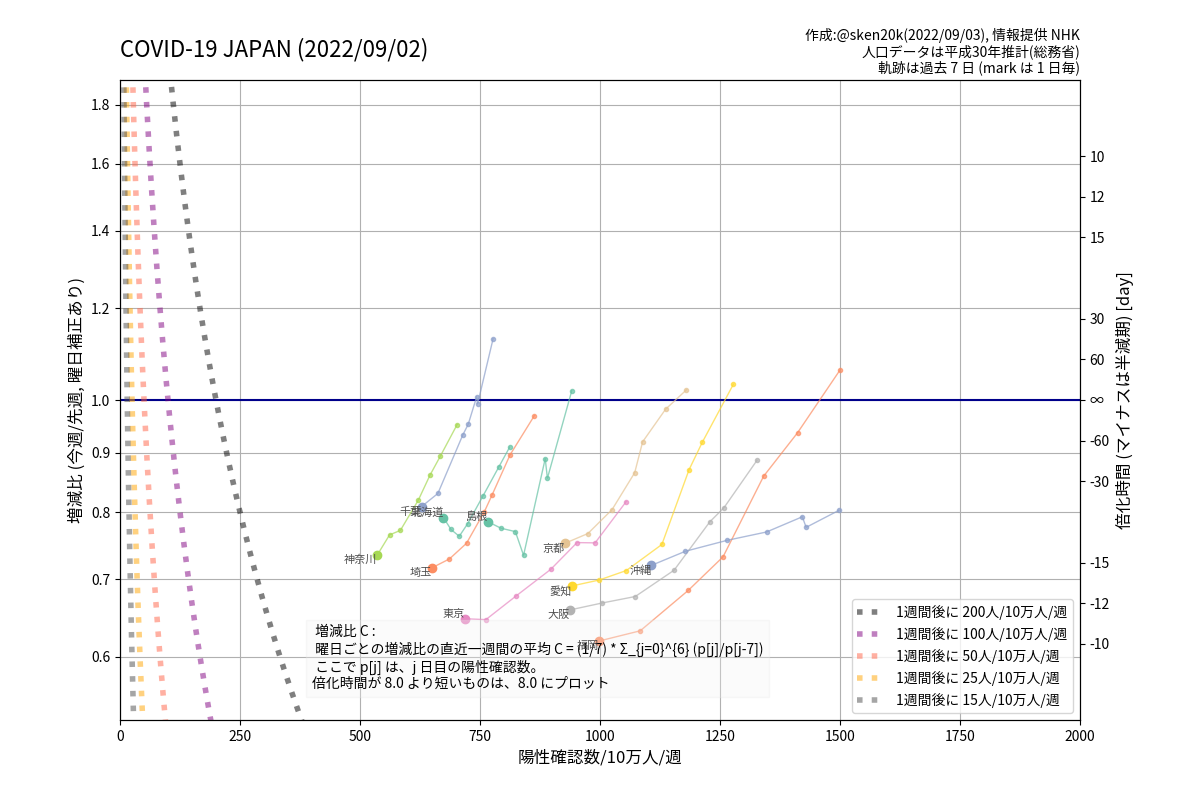 COVID-19 JAPAN (2022/09/02)
作成:@sken20k(2022/09/03), 情報提供 NHK
人口データは平成30年推計(総務省)
軌跡は過去 7 日 (mark は 1 日毎)
増減比 (今週/先週, 曜日補正あり)
1.8
1.6
1.4
1.2
1.0
0.9
0.8
0.7
0.6
10
12
15
30
60
∞
-60
-30
-15
-12
-10
倍化時間 (マイナスは半減期) [day]
千葉
北海道
島根
神奈川
埼玉
京都
沖縄
愛知
東京
大阪
福岡
増減比 C :
曜日ごとの増減比の直近一週間の平均 C = (1/7) * Σ_{j=0}^{6} (p[j]/p[j-7])
ここで p[j] は、j 日目の陽性確認数。
倍化時間が 8.0 より短いものは、8.0 にプロット
1週間後に 200人/10万人/週
1週間後に 100人/10万人/週
1週間後に 50人/10万人/週
1週間後に 25人/10万人/週
1週間後に 15人/10万人/週
0 250 500 750 1000 1250 1500 1750 2000
陽性確認数/10万人/週